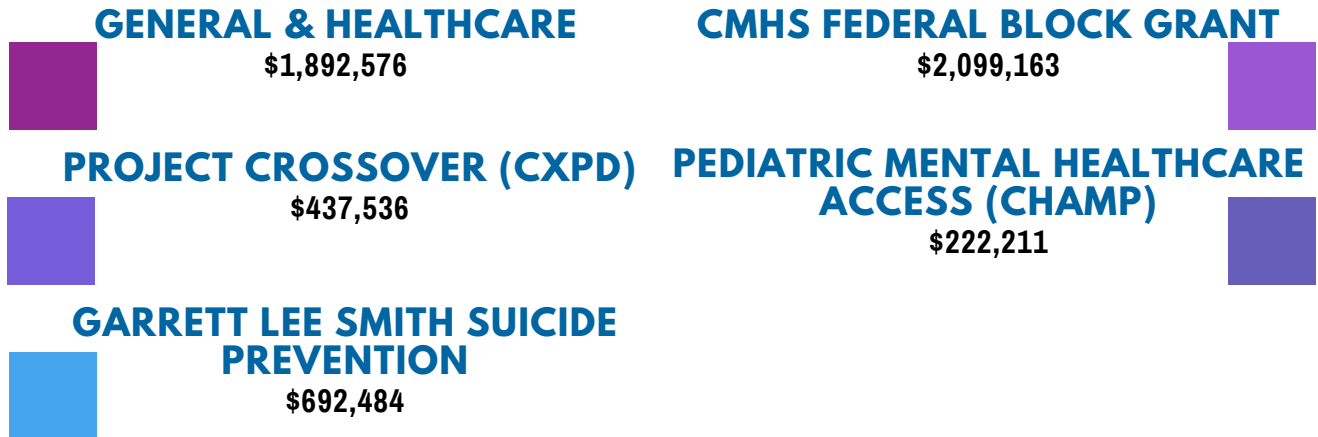 GENERAL & HEALTHCARE
$1,892,576
CMHS FEDERAL BLOCK GRANT
$2,099,163
PROJECT CROSSOVER (CXPD)
$437,536
PEDIATRIC MENTAL HEALTHCARE
ACCESS (CHAMP)
$222,211
GARRETT LEE SMITH SUICIDE
PREVENTION
$692,484